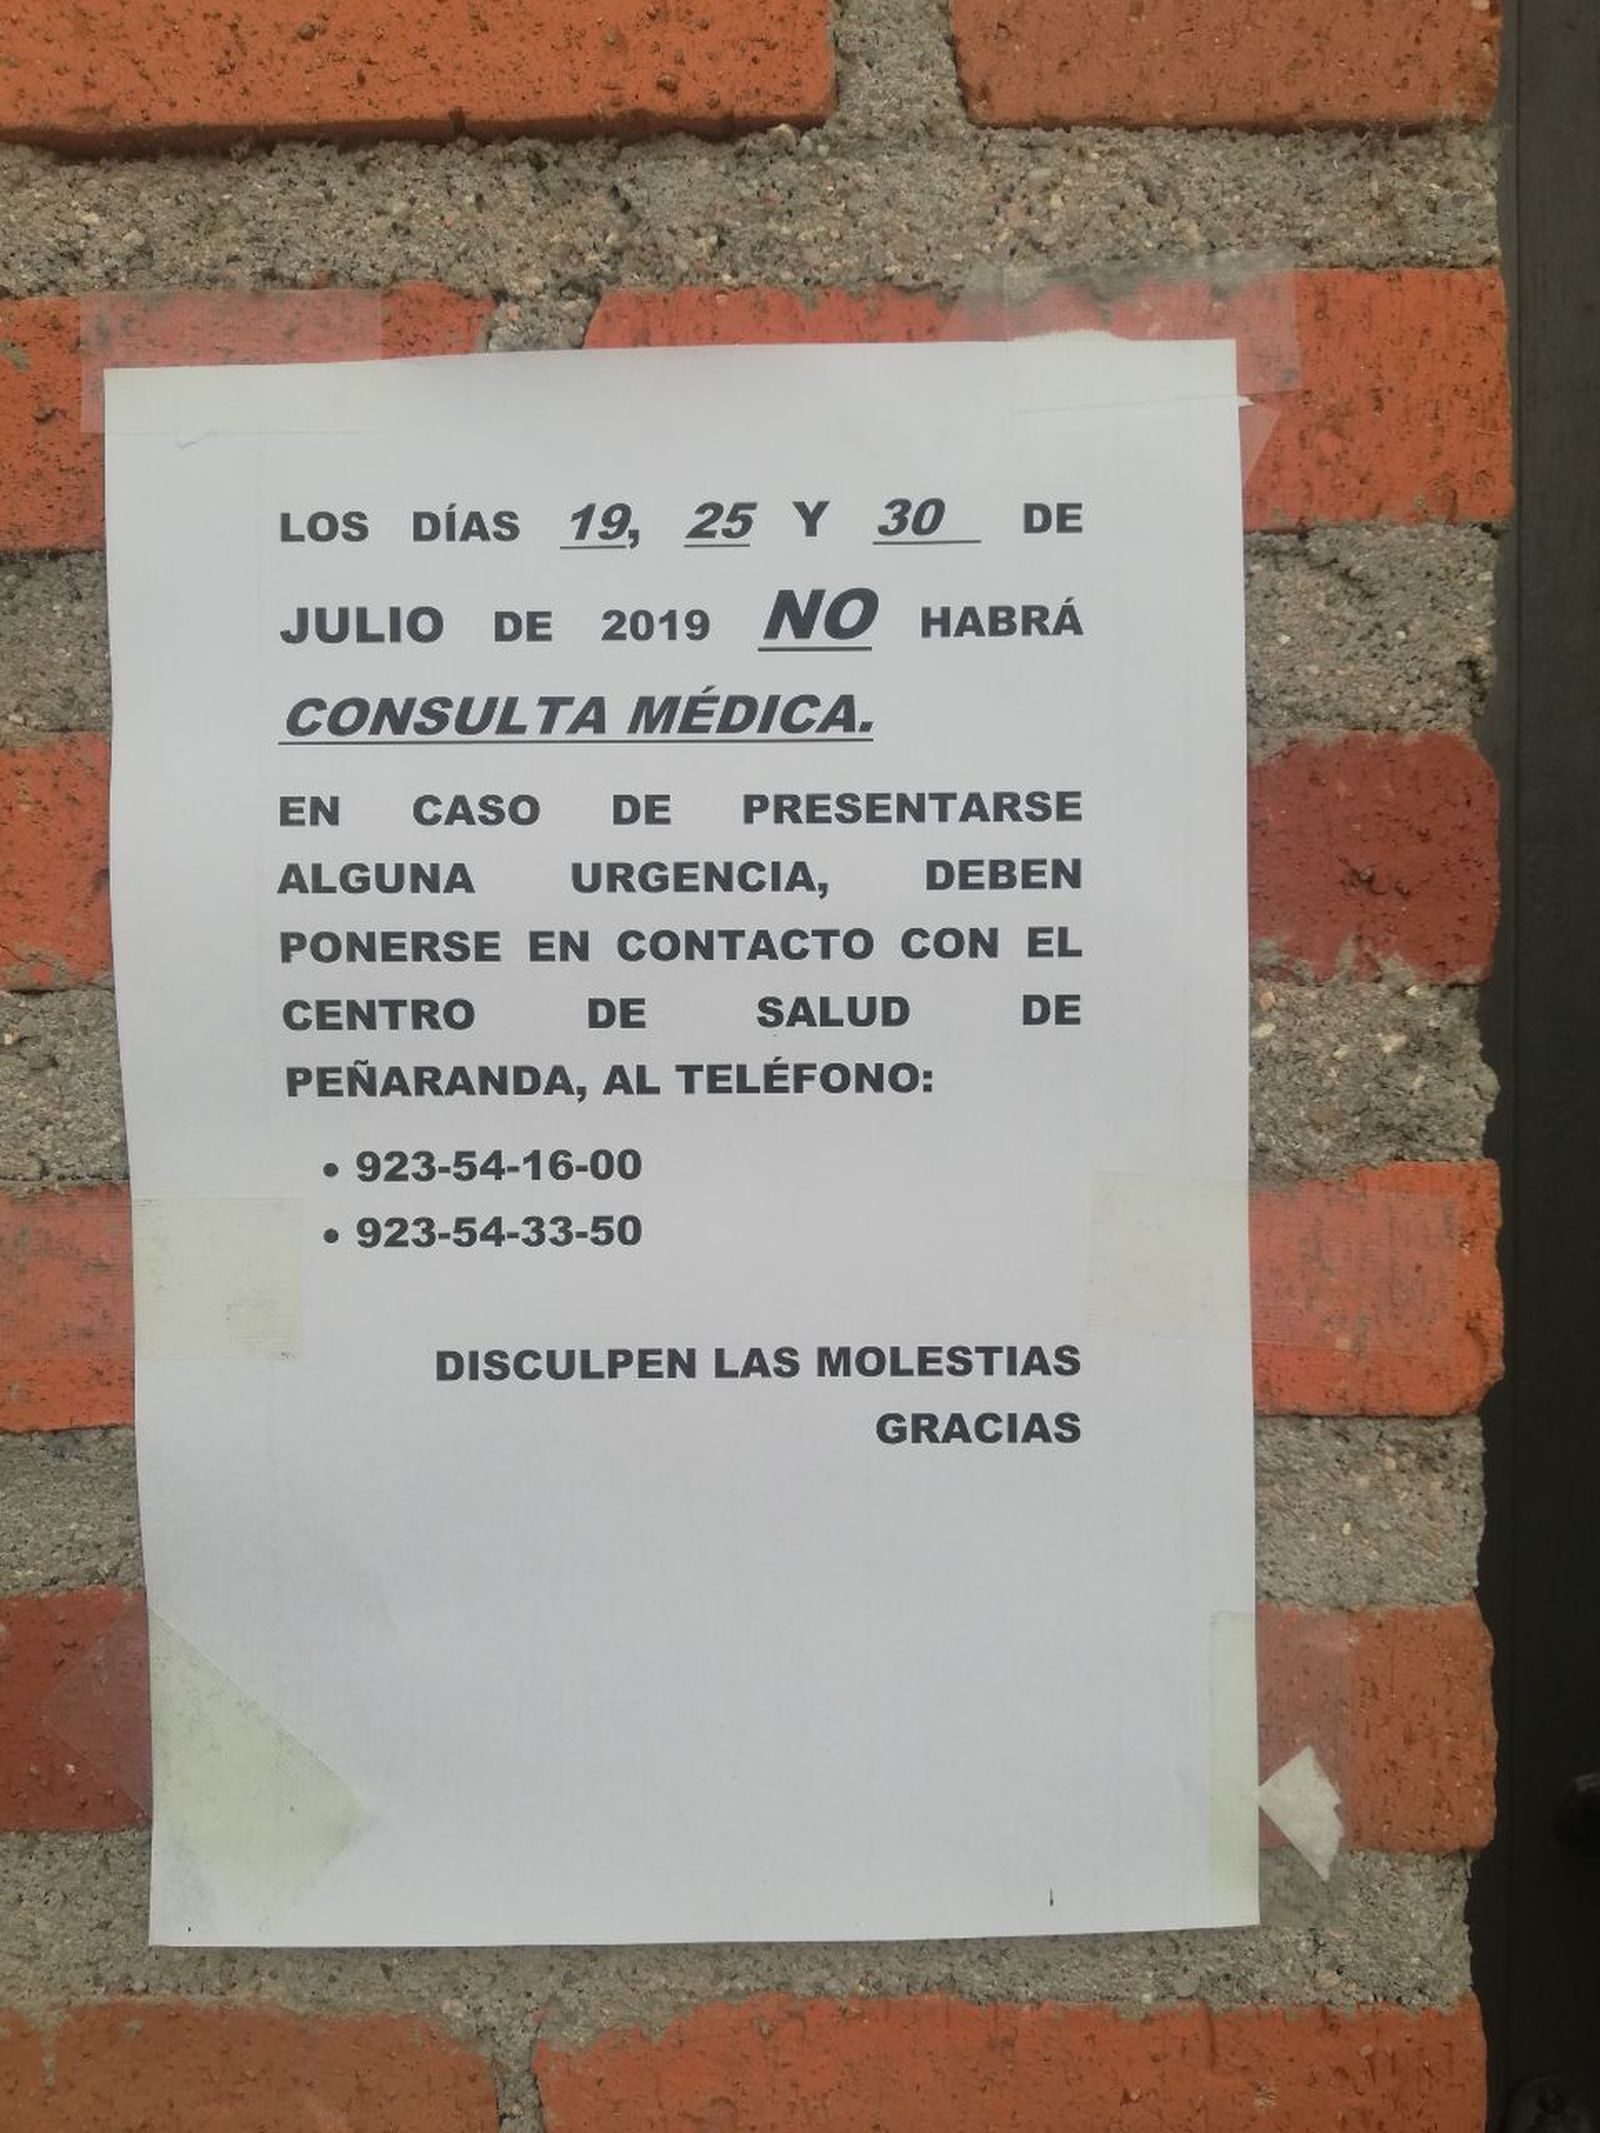 LOS DÍAS 19, 25 Y 30 DE
JULIO DE 2019 NO HABRÁ
CONSULTA MÉDICA.
EN CASO DE PRESENTARSE
ALGUNA URGENCIA, DEBEN
PONERSE EN CONTACTO CON EL
CENTRO DE SALUD DE
PEÑARANDA, AL TELÉFONO:
• 923-54-16-00
• 923-54-33-50
DISCULPEN LAS MOLESTIAS
GRACIAS